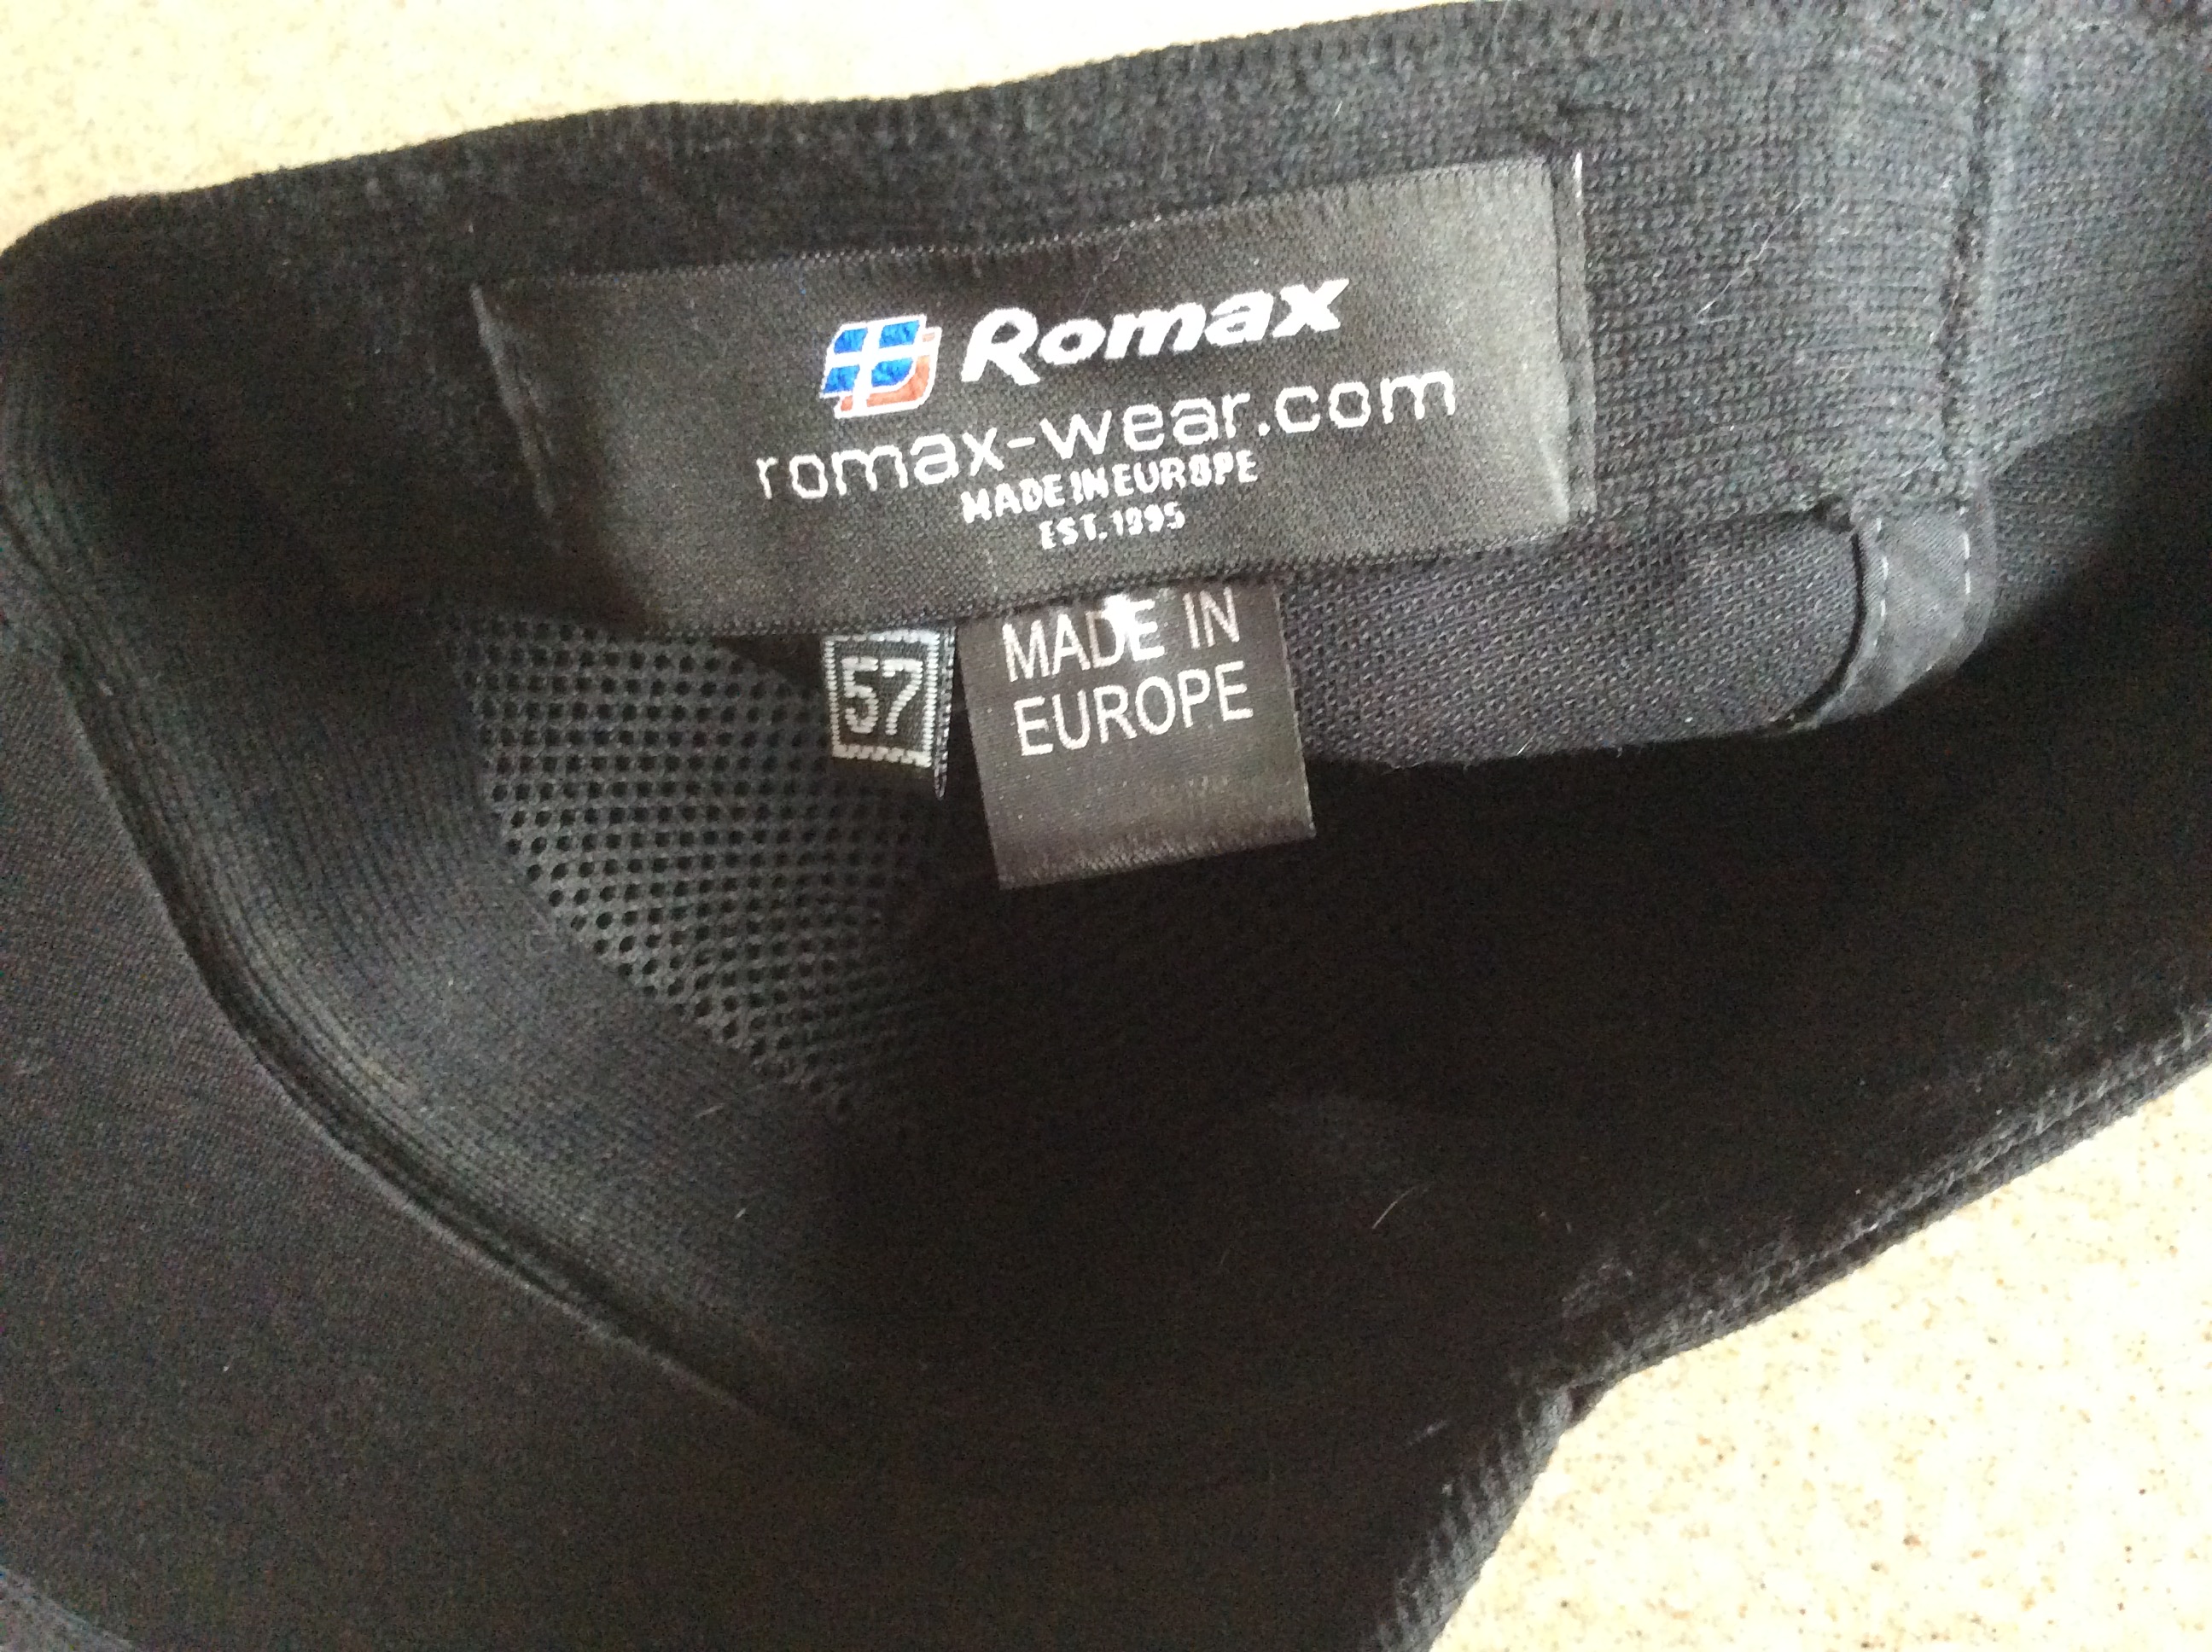 Romax
romax-wear.com
MADE IN EUROPE
EST.1995
57
MADE IN
EUROPE